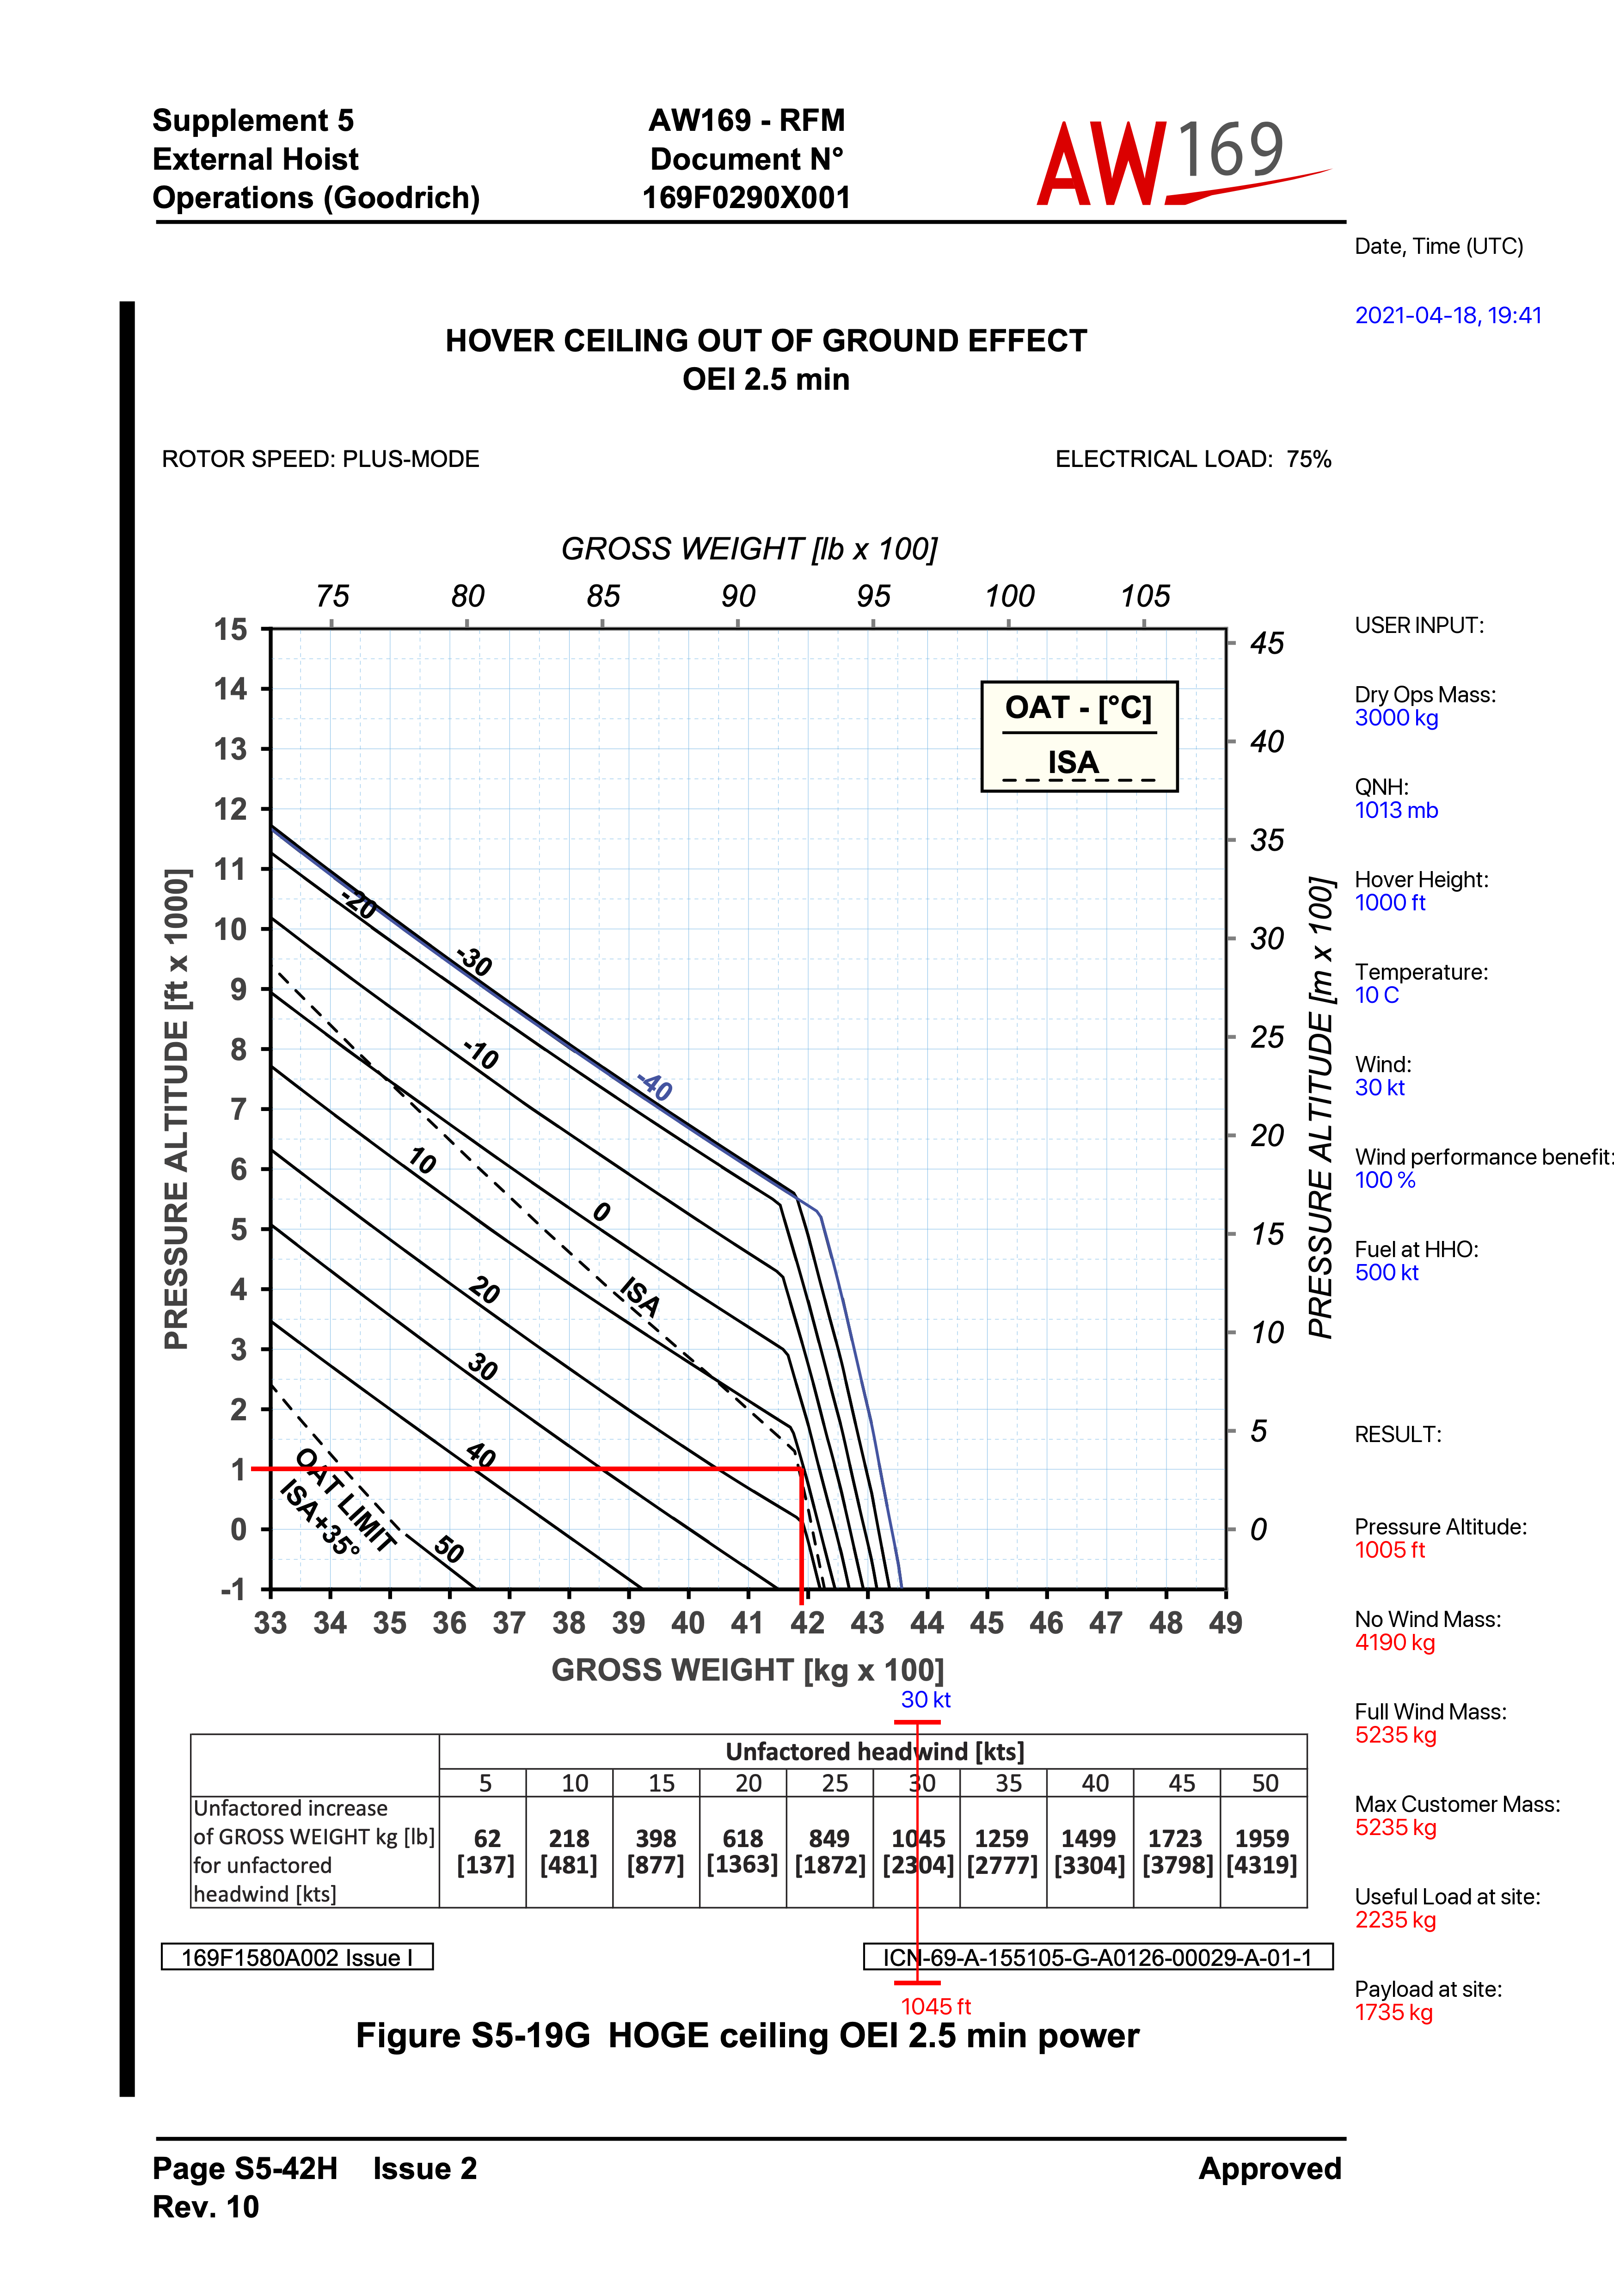 Supplement 5
External Hoist
Operations (Goodrich)
AW169 - RFM
Document N°
169F0290X001
AW169
Date, Time (UTC)
2021-04-18, 19:41
HOVER CEILING OUT OF GROUND EFFECT
OEI 2.5 min
ROTOR SPEED: PLUS-MODE
ELECTRICAL LOAD: 75%
GROSS WEIGHT [lb x 100]
75 80 85 90 95 100 105
15
14
13
12
11
10
9
8
7
6
5
4
3
2
1
0
-1
PRESSURE ALTITUDE [ft x 1000]
OAT - [°C]
ISA
-20
-30
-40
-10
0
10
ISA
20
30
40
50
OAT LIMIT
ISA+35°
45
40
35
30
25
20
15
10
5
0
PRESSURE ALTITUDE [m x 100]
33 34 35 36 37 38 39 40 41 42 43 44 45 46 47 48 49
GROSS WEIGHT [kg x 100]
30 kt
Unfactored headwind [kts]
5 10 15 20 25 30 35 40 45 50
Unfactored increase
of GROSS WEIGHT kg [lb]
for unfactored
headwind [kts]
62 218 398 618 849 1045 1259 1499 1723 1959
[137] [481] [877] [1363] [1872] [2304] [2777] [3304] [3798] [4319]
169F1580A002 Issue I
ICN-69-A-155105-G-A0126-00029-A-01-1
1045 ft
Figure S5-19G HOGE ceiling OEI 2.5 min power
USER INPUT:
Dry Ops Mass:
3000 kg
QNH:
1013 mb
Hover Height:
1000 ft
Temperature:
10 C
Wind:
30 kt
Wind performance benefit:
100 %
Fuel at HHO:
500 kt
RESULT:
Pressure Altitude:
1005 ft
No Wind Mass:
4190 kg
Full Wind Mass:
5235 kg
Max Customer Mass:
5235 kg
Useful Load at site:
2235 kg
Payload at site:
1735 kg
Page S5-42H Issue 2
Rev. 10
Approved